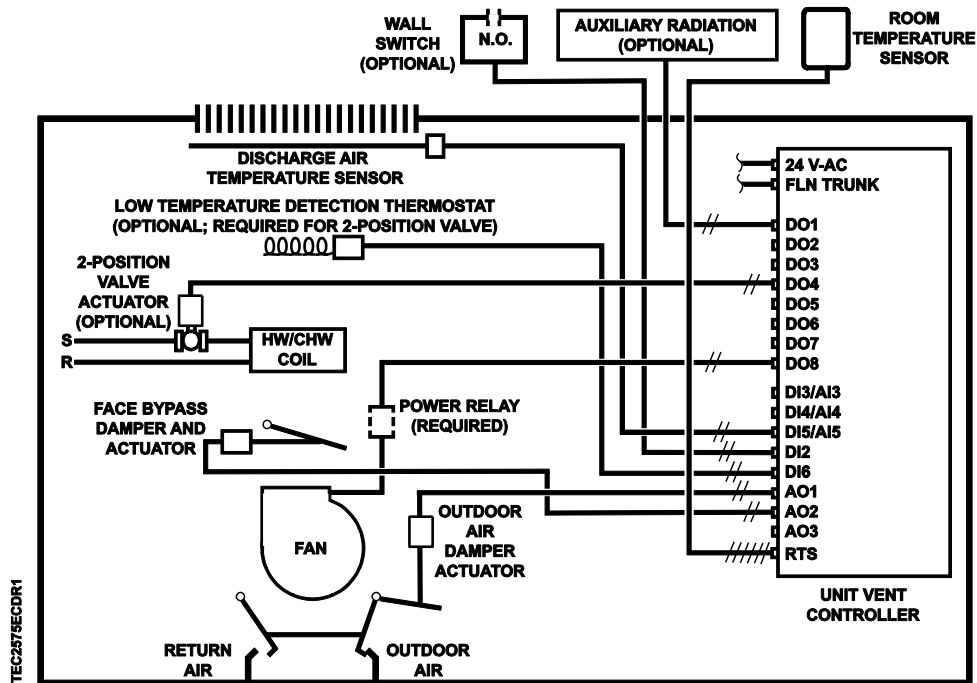 WALL
SWITCH
(OPTIONAL)
N.O.
AUXILIARY RADIATION
(OPTIONAL)
ROOM
TEMPERATURE
SENSOR
DISCHARGE AIR
TEMPERATURE SENSOR
LOW TEMPERATURE DETECTION THERMOSTAT
(OPTIONAL; REQUIRED FOR 2-POSITION VALVE)
2-POSITION
VALVE
ACTUATOR
(OPTIONAL)
S
R
HW/CHW
COIL
FACE BYPASS
DAMPER AND
ACTUATOR
POWER RELAY
(REQUIRED)
FAN
OUTDOOR
AIR
DAMPER
ACTUATOR
RETURN
AIR
OUTDOOR
AIR
24 V-AC
FLN TRUNK
DO1
DO2
DO3
DO4
DO5
DO6
DO7
DO8
DI3/AI3
DI4/AI4
DI5/AI5
DI2
DI6
AO1
AO2
AO3
RTS
UNIT VENT
CONTROLLER
TEC2575ECDR1